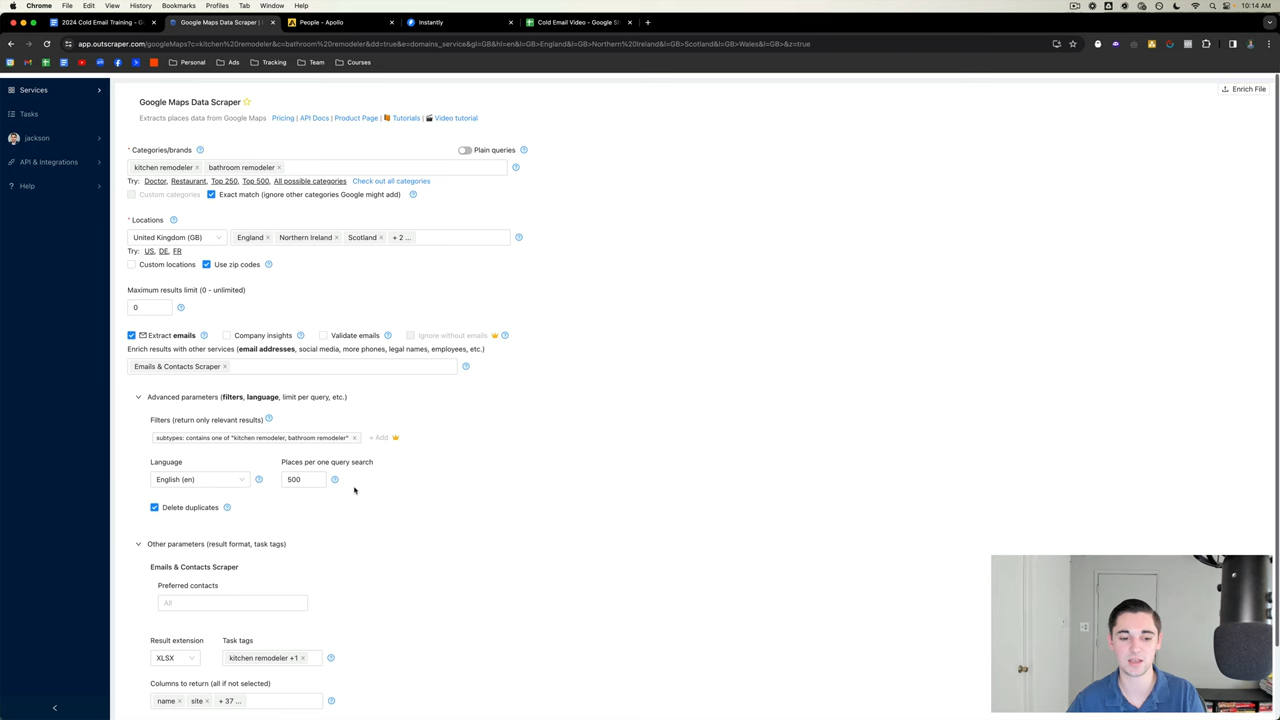 Chrome File Edit View History Bookmarks Profiles Tab Window Help
10:14 AM
2024 Cold Email Training - G
Google Maps Data Scraper |
People - Apollo
Instantly
Cold Email Video - Google Sh
app.outscraper.com/googleMaps?c=kitchen%20remodeler&c=bathroom%20remodeler&dd=true&e=domains_service&gl=GB&hl=en&l=GB>England&l=GB>Northern%20Ireland&l=GB>Scotland&l=GB>Wales&l=GB>&z=true
Personal Ads Tracking Team Courses
Services
Tasks
jackson
API & Integrations
Help
Enrich File
Google Maps Data Scraper
Extracts places data from Google Maps Pricing | API Docs | Product Page | Tutorials | Video tutorial
* Categories/brands
Plain queries
kitchen remodeler × bathroom remodeler ×
Try: Doctor, Restaurant, Top 250, Top 500, All possible categories Check out all categories
Custom categories Exact match (ignore other categories Google might add)
* Locations
United Kingdom (GB) England × Northern Ireland × Scotland × + 2 ...
Try: US, DE, FR
Custom locations Use zip codes
Maximum results limit (0 - unlimited)
0
Extract emails Company insights Validate emails Ignore without emails
Enrich results with other services (email addresses, social media, more phones, legal names, employees, etc.)
Emails & Contacts Scraper ×
Advanced parameters (filters, language, limit per query, etc.)
Filters (return only relevant results)
subtypes: contains one of "kitchen remodeler, bathroom remodeler" × + Add
Language Places per one query search
English (en) 500
Delete duplicates
Other parameters (result format, task tags)
Emails & Contacts Scraper
Preferred contacts
All
Result extension Task tags
XLSX kitchen remodeler +1 ×
Columns to return (all if not selected)
name × site × + 37 ...